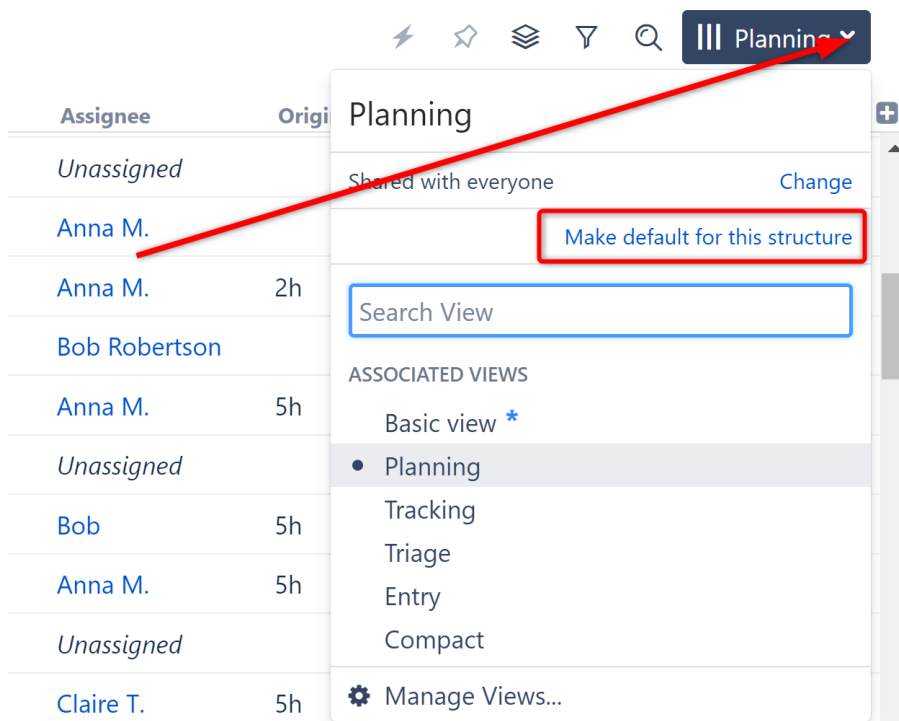 Planning
Assignee Origi
Unassigned
Anna M.
Anna M. 2h
Bob Robertson
Anna M. 5h
Unassigned
Bob 5h
Anna M. 5h
Unassigned
Claire T. 5h
Planning
Shared with everyone Change
Make default for this structure
Search View
ASSOCIATED VIEWS
Basic view *
Planning
Tracking
Triage
Entry
Compact
Manage Views...